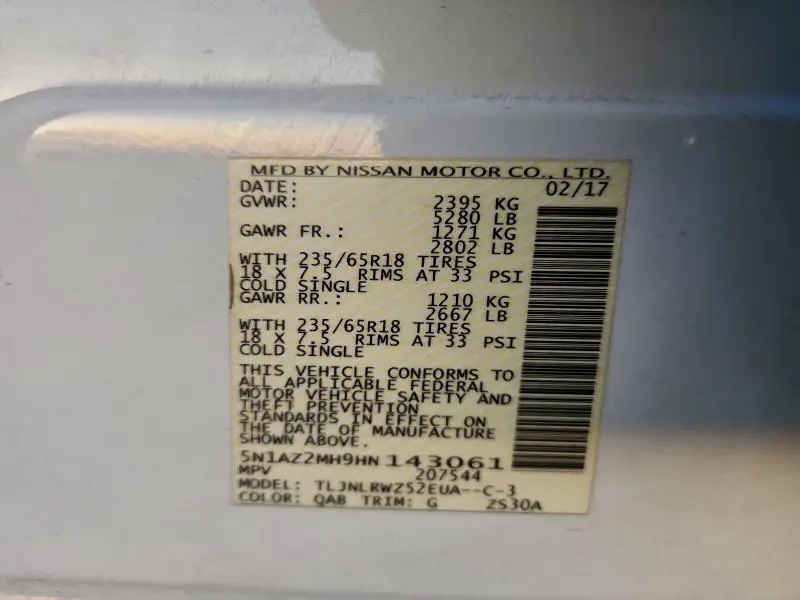 MFD BY NISSAN MOTOR CO., LTD.
DATE: 02/17
GVWR: 2395 KG
5280 LB
GAWR FR.: 1271 KG
2802 LB
WITH 235/65R18 TIRES
18 X 7.5 RIMS AT 33 PSI
COLD SINGLE
GAWR RR.: 1210 KG
2667 LB
WITH 235/65R18 TIRES
18 X 7.5 RIMS AT 33 PSI
COLD SINGLE
THIS VEHICLE CONFORMS TO
ALL APPLICABLE FEDERAL
MOTOR VEHICLE SAFETY AND
THEFT PREVENTION
STANDARDS IN EFFECT ON
THE DATE OF MANUFACTURE
SHOWN ABOVE.
5N1AZ2MH9HN143061
MPV 207544
MODEL: TLJNLRWZ52EUA--C-3
COLOR: QAB TRIM: G ZS30A